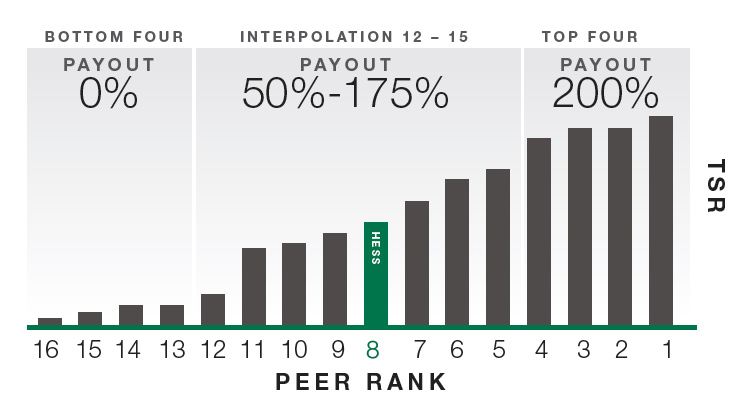 BOTTOM FOUR
INTERPOLATION 12 – 15
TOP FOUR
PAYOUT
0%
PAYOUT
50%-175%
PAYOUT
200%
HESS
TSR
16 15 14 13 12 11 10 9 8 7 6 5 4 3 2 1
PEER RANK